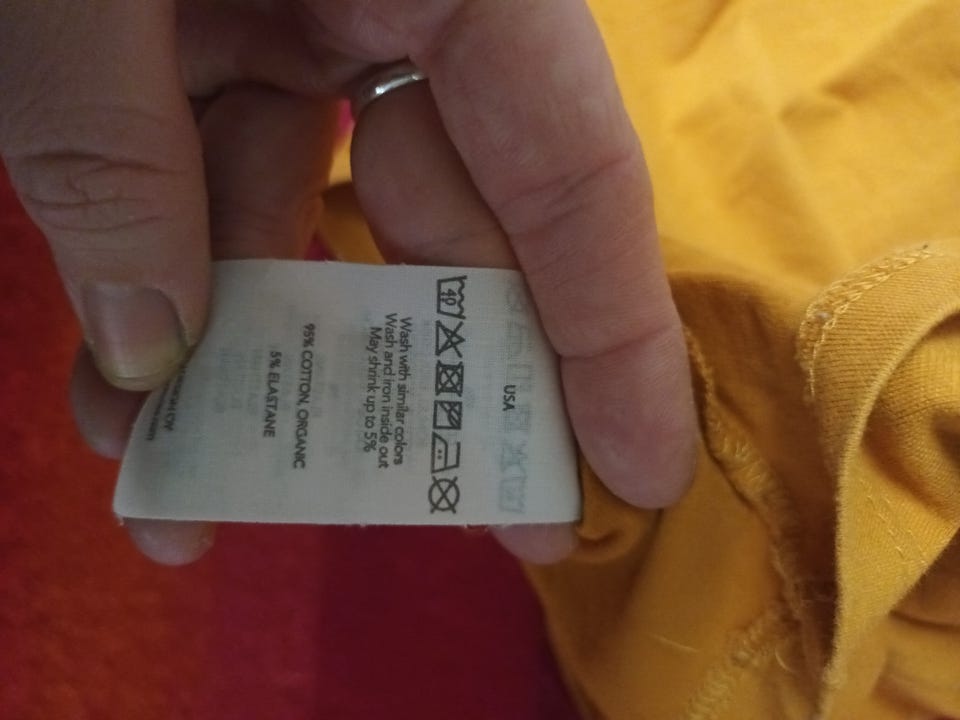 USA
40
Wash with similar colors
Wash and iron inside out
May shrink up to 5%
95% COTTON, ORGANIC
5% ELASTANE